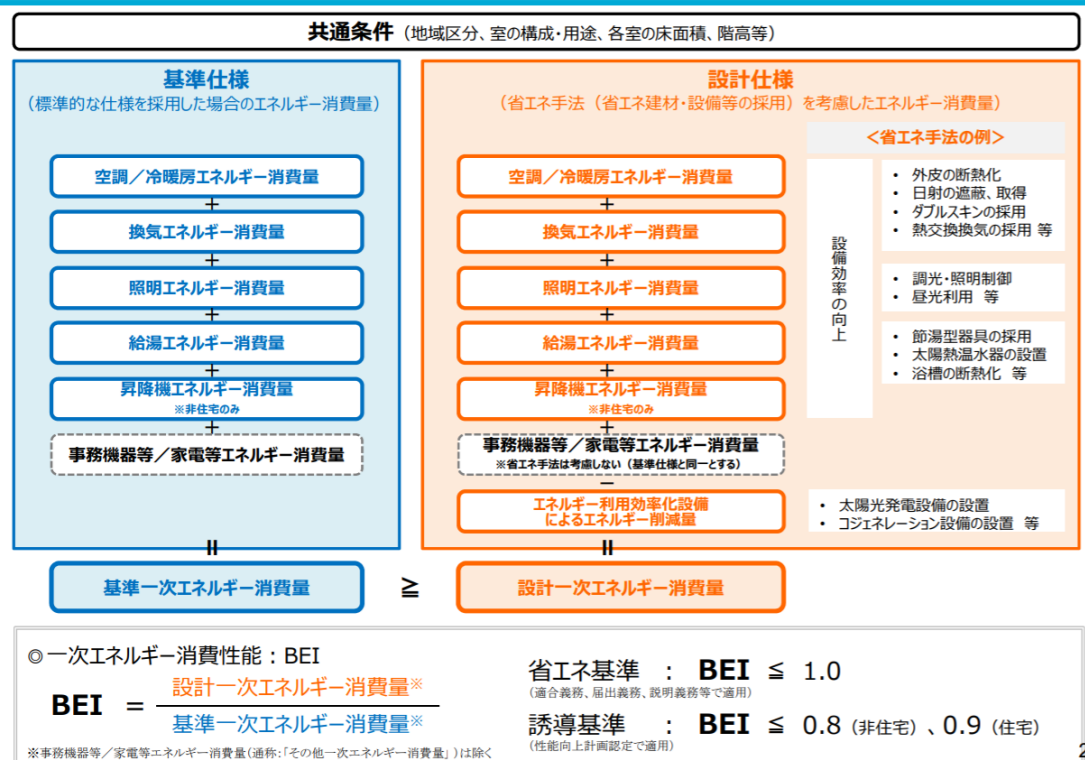 共通条件（地域区分、室の構成・用途、各室の床面積、階高等）
基準仕様
（標準的な仕様を採用した場合のエネルギー消費量）
空調／冷暖房エネルギー消費量
+
換気エネルギー消費量
+
照明エネルギー消費量
+
給湯エネルギー消費量
+
昇降機エネルギー消費量
※非住宅のみ
+
事務機器等／家電等エネルギー消費量
=
基準一次エネルギー消費量
≧
設計仕様
（省エネ手法（省エネ建材・設備等の採用）を考慮したエネルギー消費量）
空調／冷暖房エネルギー消費量
+
換気エネルギー消費量
+
照明エネルギー消費量
+
給湯エネルギー消費量
+
昇降機エネルギー消費量
※非住宅のみ
+
事務機器等／家電等エネルギー消費量
※省エネ手法は考慮しない（基準仕様と同一とする）
−
エネルギー利用効率化設備
によるエネルギー削減量
=
設計一次エネルギー消費量
＜省エネ手法の例＞
設備効率の向上
• 外皮の断熱化
• 日射の遮蔽、取得
• ダブルスキンの採用
• 熱交換換気の採用 等
• 調光・照明制御
• 昼光利用 等
• 節湯型器具の採用
• 太陽熱温水器の設置
• 浴槽の断熱化 等
• 太陽光発電設備の設置
• コジェネレーション設備の設置 等
◎一次エネルギー消費性能：BEI
BEI =
設計一次エネルギー消費量※
基準一次エネルギー消費量※
※事務機器等／家電等エネルギー消費量（通称：「その他一次エネルギー消費量」）は除く
省エネ基準 ： BEI ≦ 1.0
（適合義務、届出義務、説明義務等で適用）
誘導基準 ： BEI ≦ 0.8（非住宅）、0.9（住宅）
（性能向上計画認定で適用）
2